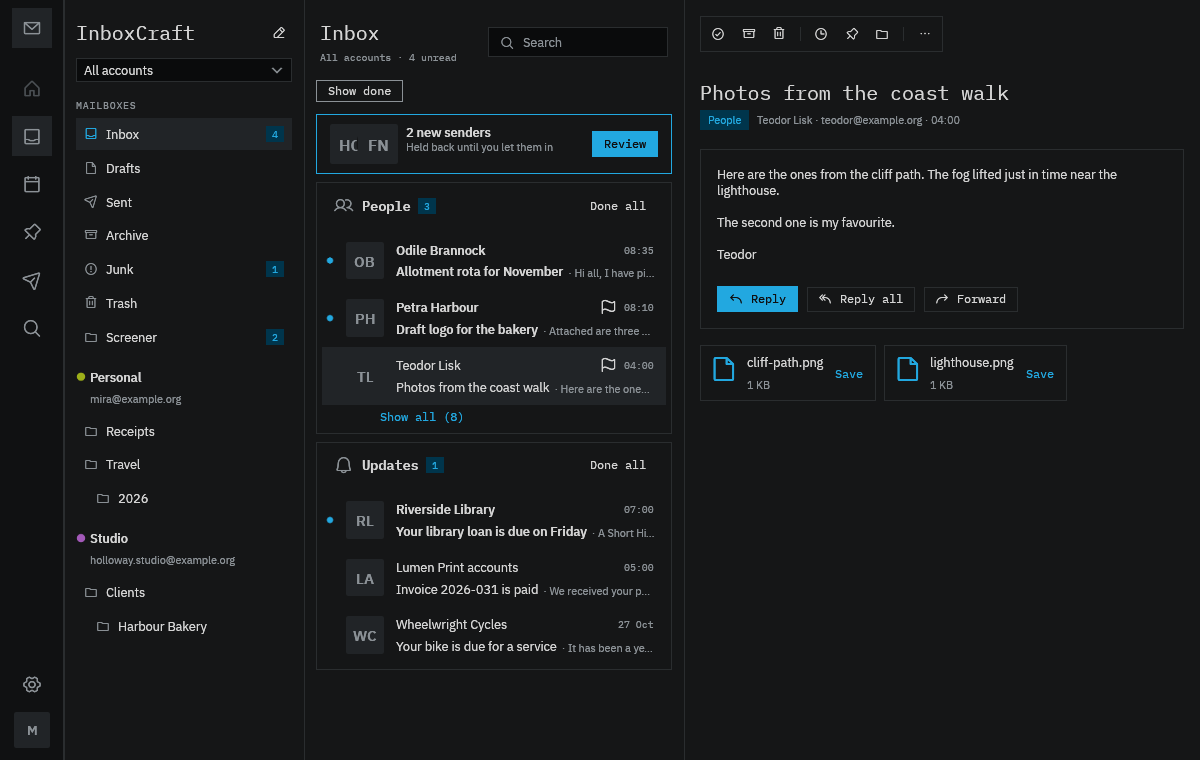 InboxCraft
All accounts
MAILBOXES
Inbox 4
Drafts
Sent
Archive
Junk 1
Trash
Screener 2
Personal
mira@example.org
Receipts
Travel
2026
Studio
holloway.studio@example.org
Clients
Harbour Bakery
M
Inbox
All accounts · 4 unread
Search
Show done
FN
2 new senders
Held back until you let them in
Review
People 3
Done all
OB
Odile Brannock 08:35
Allotment rota for November · Hi all, I have pi...
PH
Petra Harbour 08:10
Draft logo for the bakery · Attached are three ...
TL
Teodor Lisk 04:00
Photos from the coast walk · Here are the one...
Show all (8)
Updates 1
Done all
RL
Riverside Library 07:00
Your library loan is due on Friday · A Short Hi...
LA
Lumen Print accounts 05:00
Invoice 2026-031 is paid · We received your p...
WC
Wheelwright Cycles 27 Oct
Your bike is due for a service · It has been a ye...
Photos from the coast walk
People Teodor Lisk · teodor@example.org · 04:00
Here are the ones from the cliff path. The fog lifted just in time near the
lighthouse.
The second one is my favourite.
Teodor
Reply
Reply all
Forward
cliff-path.png
1 KB
Save
lighthouse.png
1 KB
Save